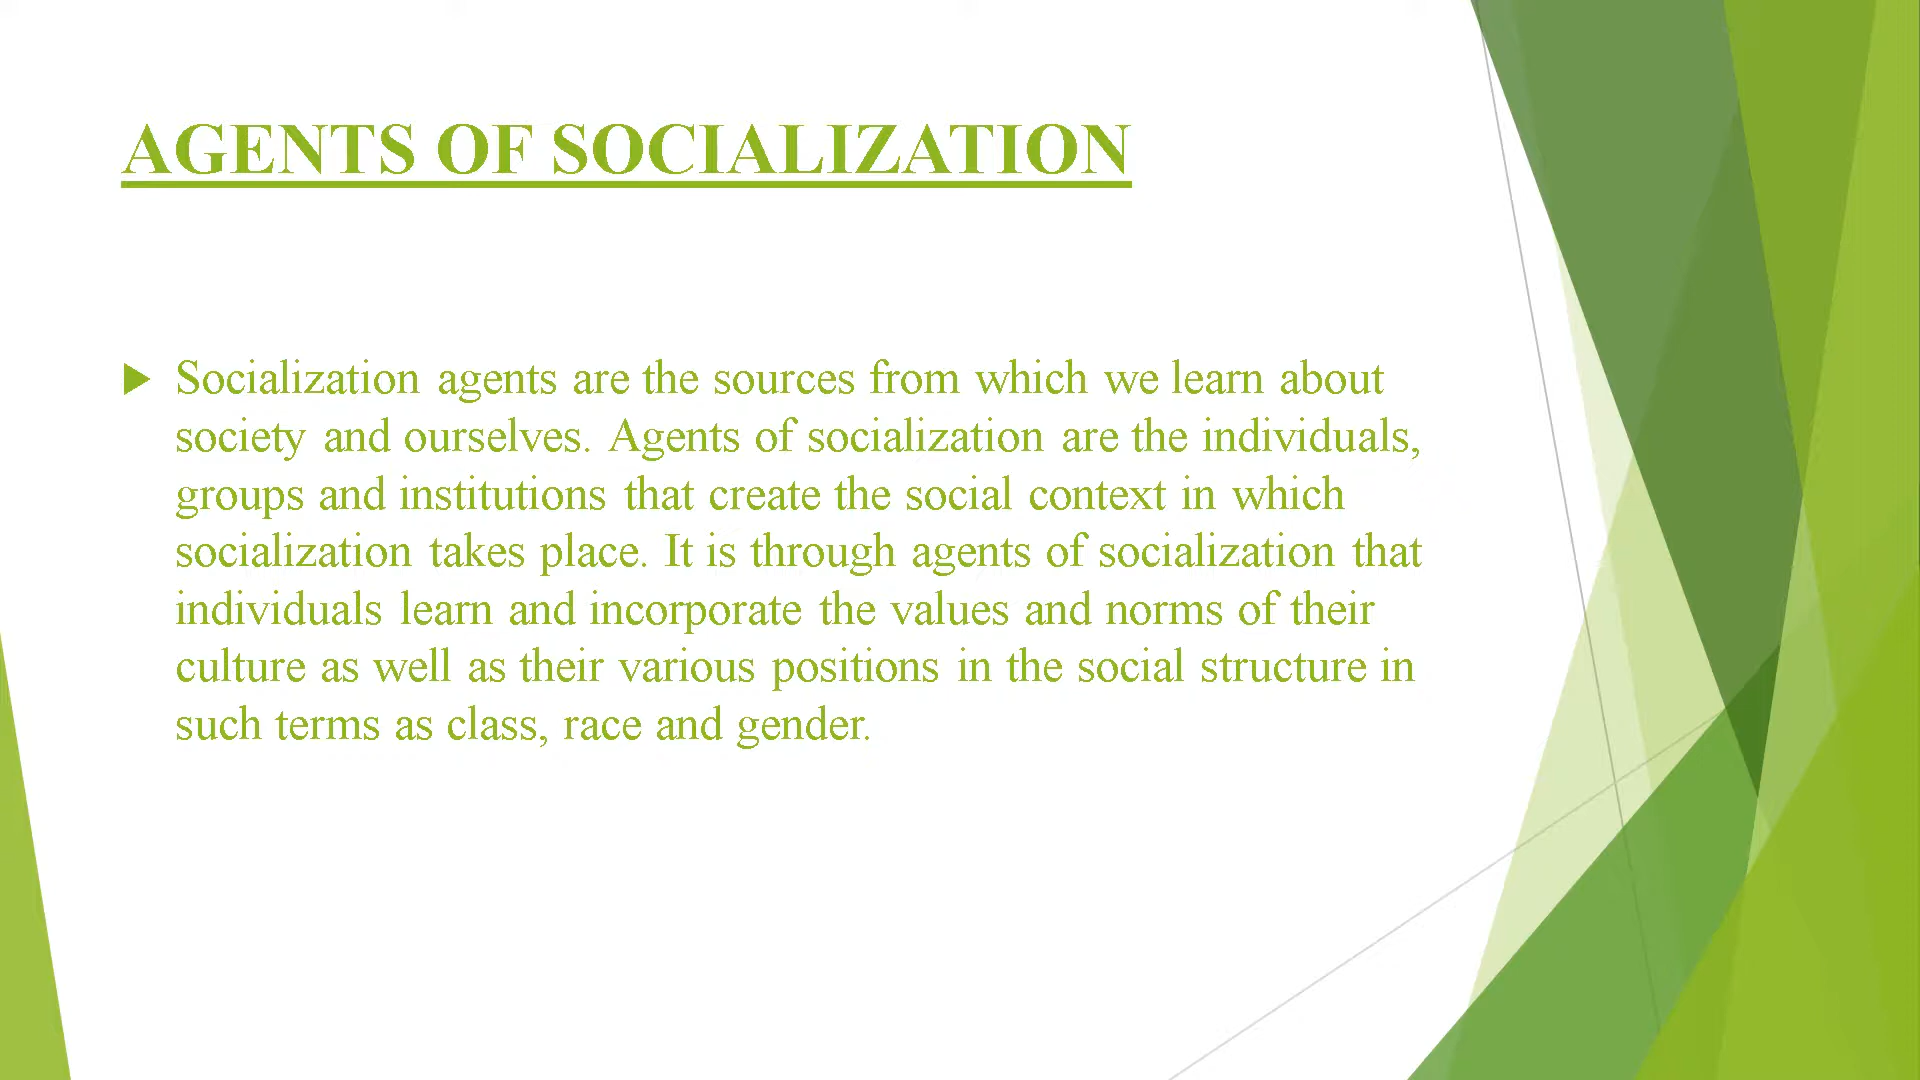 AGENTS OF SOCIALIZATION
Socialization agents are the sources from which we learn about
society and ourselves. Agents of socialization are the individuals,
groups and institutions that create the social context in which
socialization takes place. It is through agents of socialization that
individuals learn and incorporate the values and norms of their
culture as well as their various positions in the social structure in
such terms as class, race and gender.